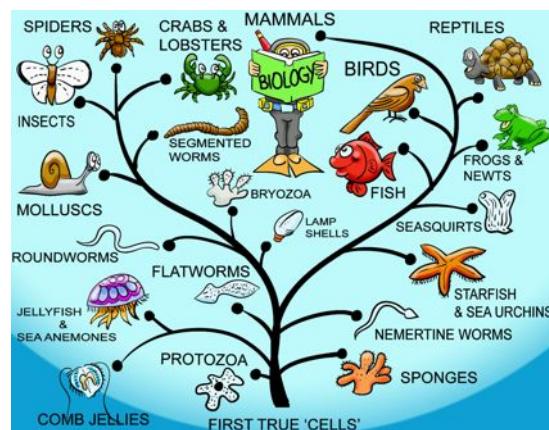 SPIDERS
CRABS &
LOBSTERS
MAMMALS
REPTILES
BIOLOGY
BIRDS
INSECTS
SEGMENTED
WORMS
FROGS &
NEWTS
MOLLUSCS
BRYOZOA
FISH
LAMP
SHELLS
SEASQUIRTS
ROUNDWORMS
FLATWORMS
STARFISH
& SEA URCHINS
JELLYFISH
&
SEA ANEMONES
NEMERTINE WORMS
PROTOZOA
SPONGES
COMB JELLIES
FIRST TRUE 'CELLS'